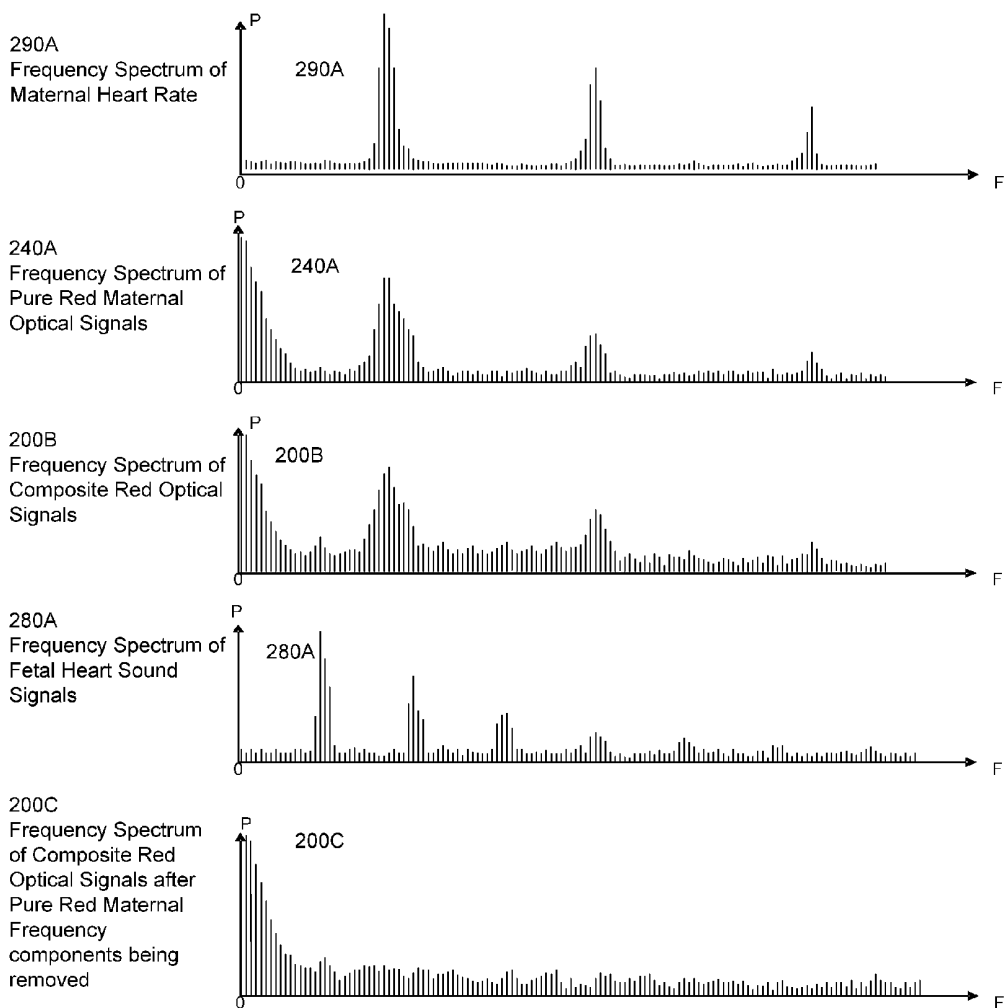 P
290A
Frequency Spectrum of
Maternal Heart Rate
290A
0
F
P
240A
Frequency Spectrum of
Pure Red Maternal
Optical Signals
240A
0
F
P
200B
Frequency Spectrum of
Composite Red Optical
Signals
200B
0
F
P
280A
Frequency Spectrum of
Fetal Heart Sound
Signals
280A
0
F
200C
Frequency Spectrum
of Composite Red
Optical Signals after
Pure Red Maternal
Frequency
components being
removed
P
200C
0
F